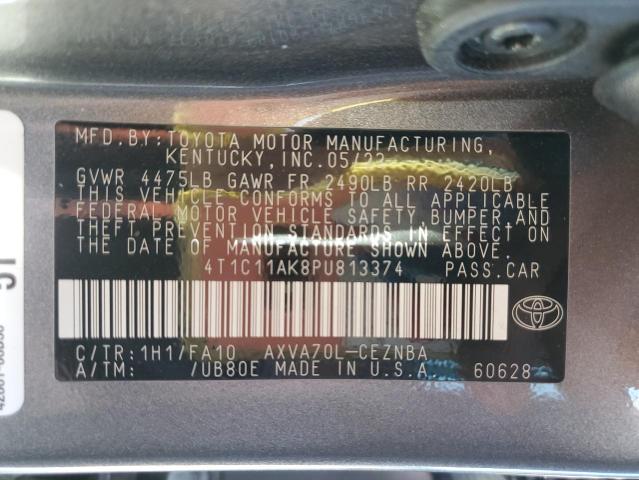 MFD. BY: TOYOTA MOTOR MANUFACTURING,
KENTUCKY, INC. 05/23
GVWR 4475LB GAWR FR 2490LB RR 2420LB
THIS VEHICLE CONFORMS TO ALL APPLICABLE
FEDERAL MOTOR VEHICLE SAFETY, BUMPER AND
THEFT PREVENTION STANDARDS IN EFFECT ON
THE DATE OF MANUFACTURE SHOWN ABOVE.
4T1C11AK8PU813374 PASS. CAR
C/TR: 1H1/FA10 AXVA70L-CEZNBA
A/TM: /UB80E MADE IN U.S.A. 60628